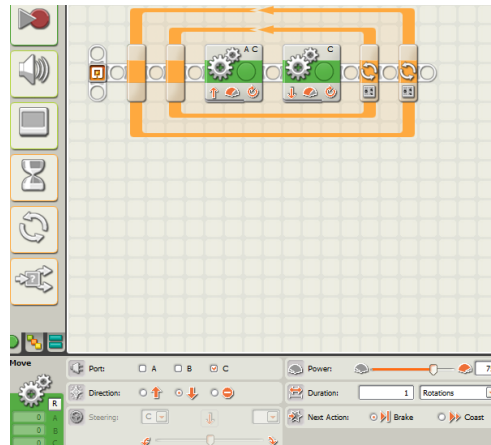 A C
C
Move
R
0 A
0 B
0 C
Port:
A
B
C
Direction:
Steering:
C
Power:
7
Duration:
1
Rotations
Next Action:
Brake
Coast